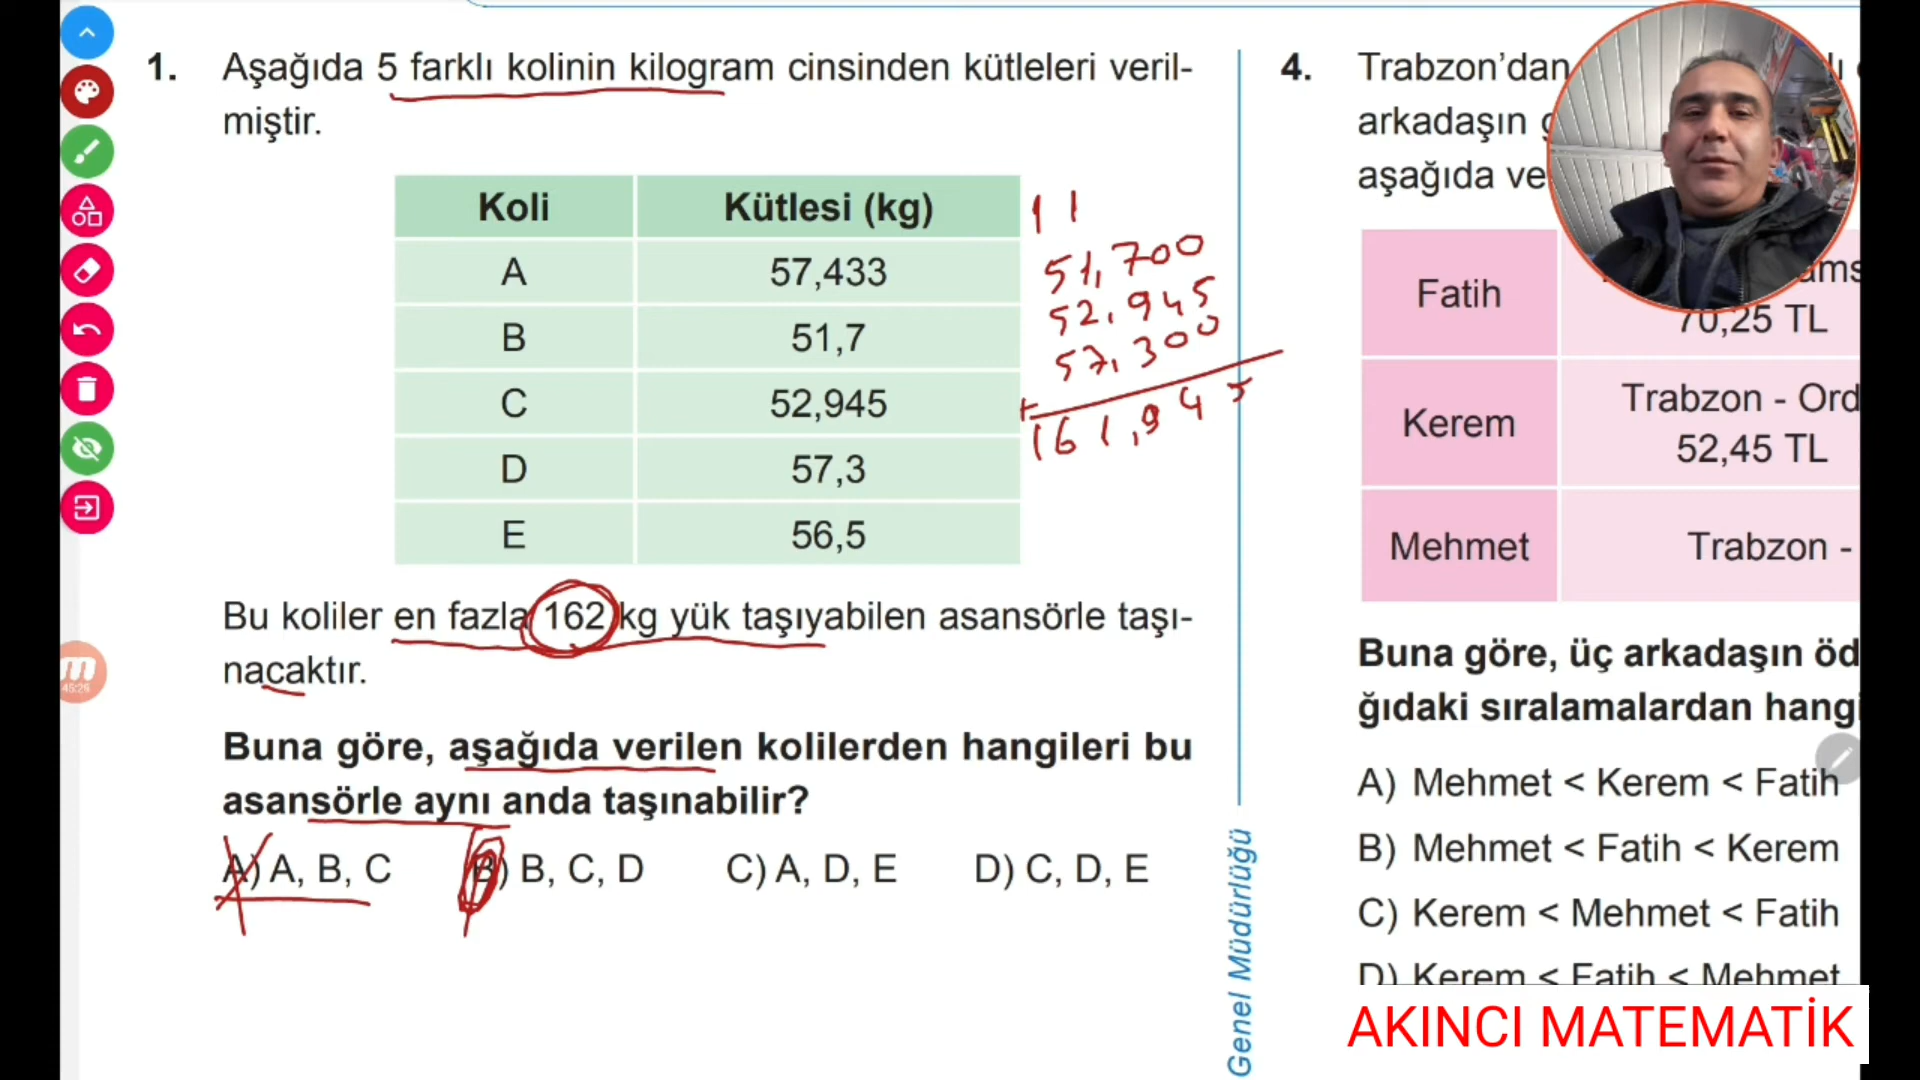 1. Aşağıda 5 farklı kolinin kilogram cinsinden kütleleri veril-
miştir.
Koli Kütlesi (kg)
A 57,433
B 51,7
C 52,945
D 57,3
E 56,5
1 1
51,700
52,945
57,300
+
161,945
Bu koliler en fazla 162 kg yük taşıyabilen asansörle taşı-
nacaktır.
Buna göre, aşağıda verilen kolilerden hangileri bu
asansörle aynı anda taşınabilir?
A) A, B, C B) B, C, D C) A, D, E D) C, D, E
Genel Müdürlüğü
4. Trabzon'dan
arkadaşın
aşağıda ve
Fatih
70,25 TL
Kerem Trabzon - Ord
52,45 TL
Mehmet Trabzon -
Buna göre, üç arkadaşın öd
ğıdaki sıralamalardan hangi
A) Mehmet < Kerem < Fatih
B) Mehmet < Fatih < Kerem
C) Kerem < Mehmet < Fatih
D) Kerem < Fatih < Mehmet
AKINCI MATEMATİK